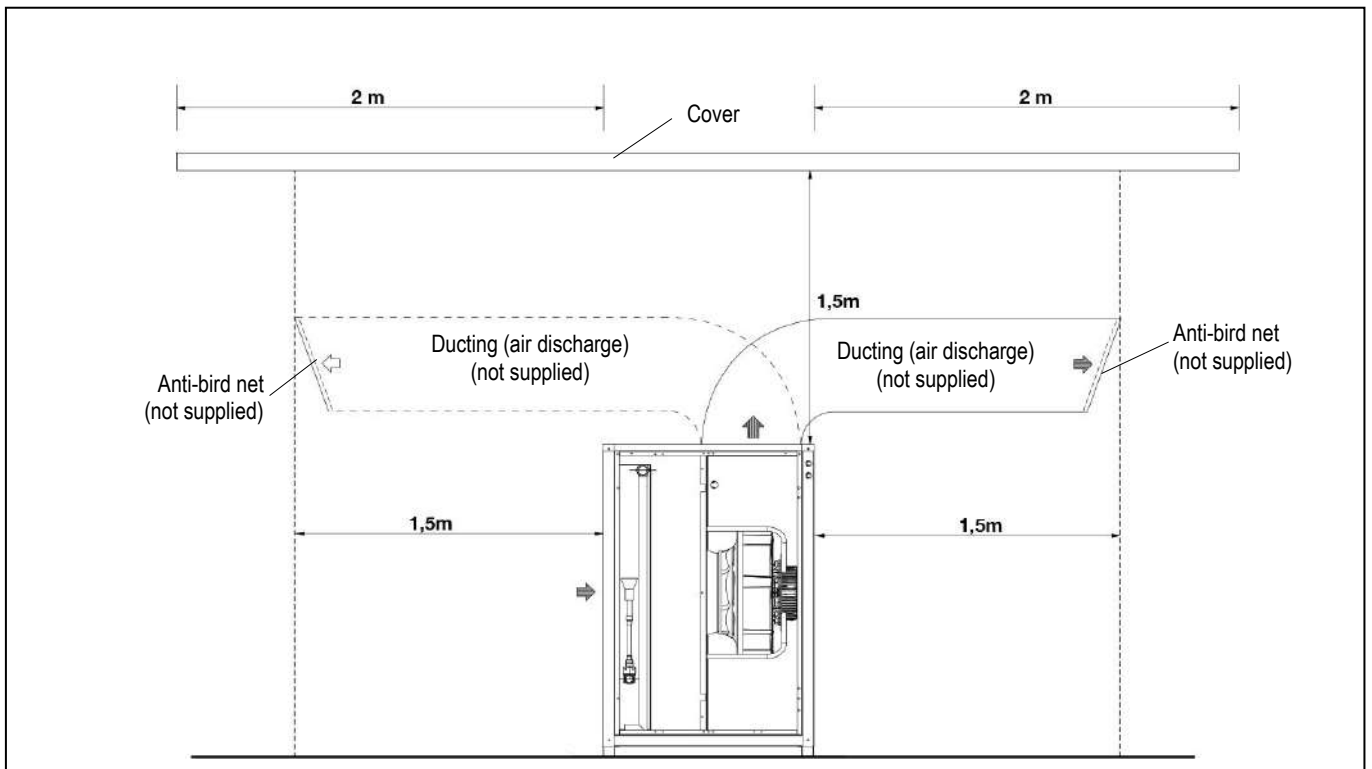 2 m
2 m
Cover
1,5m
Ducting (air discharge)
(not supplied)
Ducting (air discharge)
(not supplied)
Anti-bird net
(not supplied)
Anti-bird net
(not supplied)
1,5m
1,5m